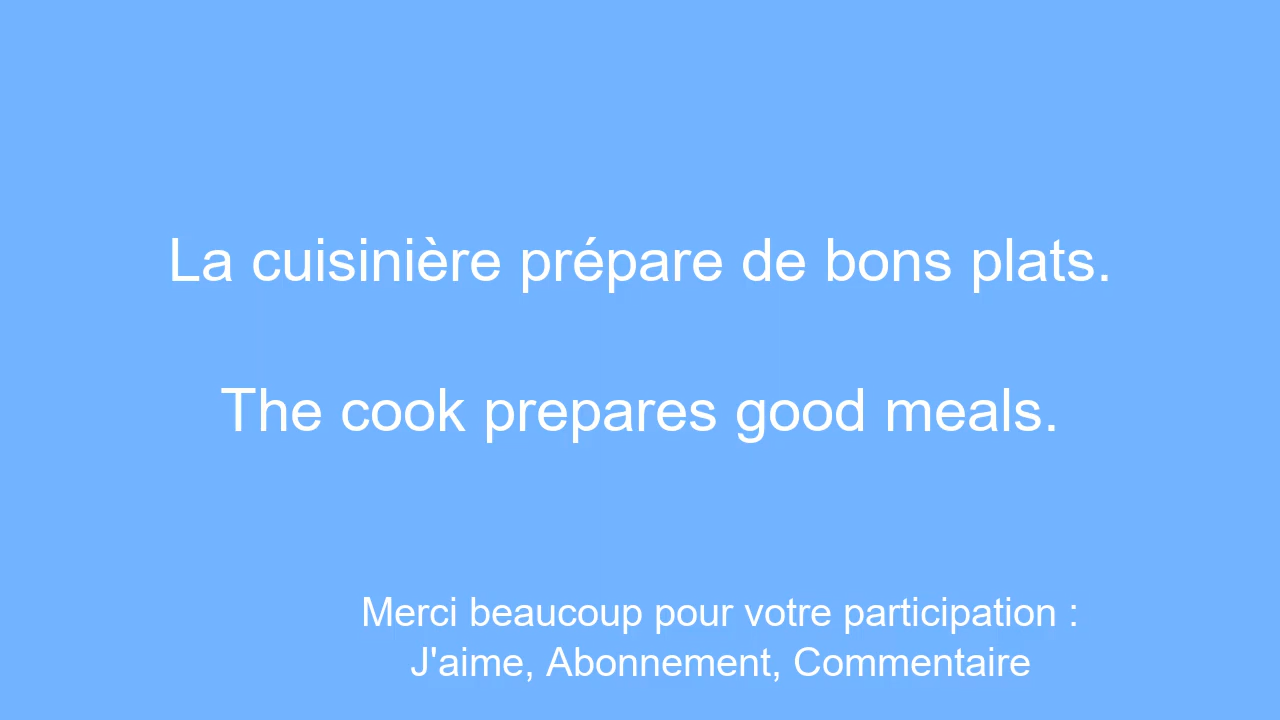 La cuisinière prépare de bons plats.
The cook prepares good meals.
Merci beaucoup pour votre participation :
J'aime, Abonnement, Commentaire